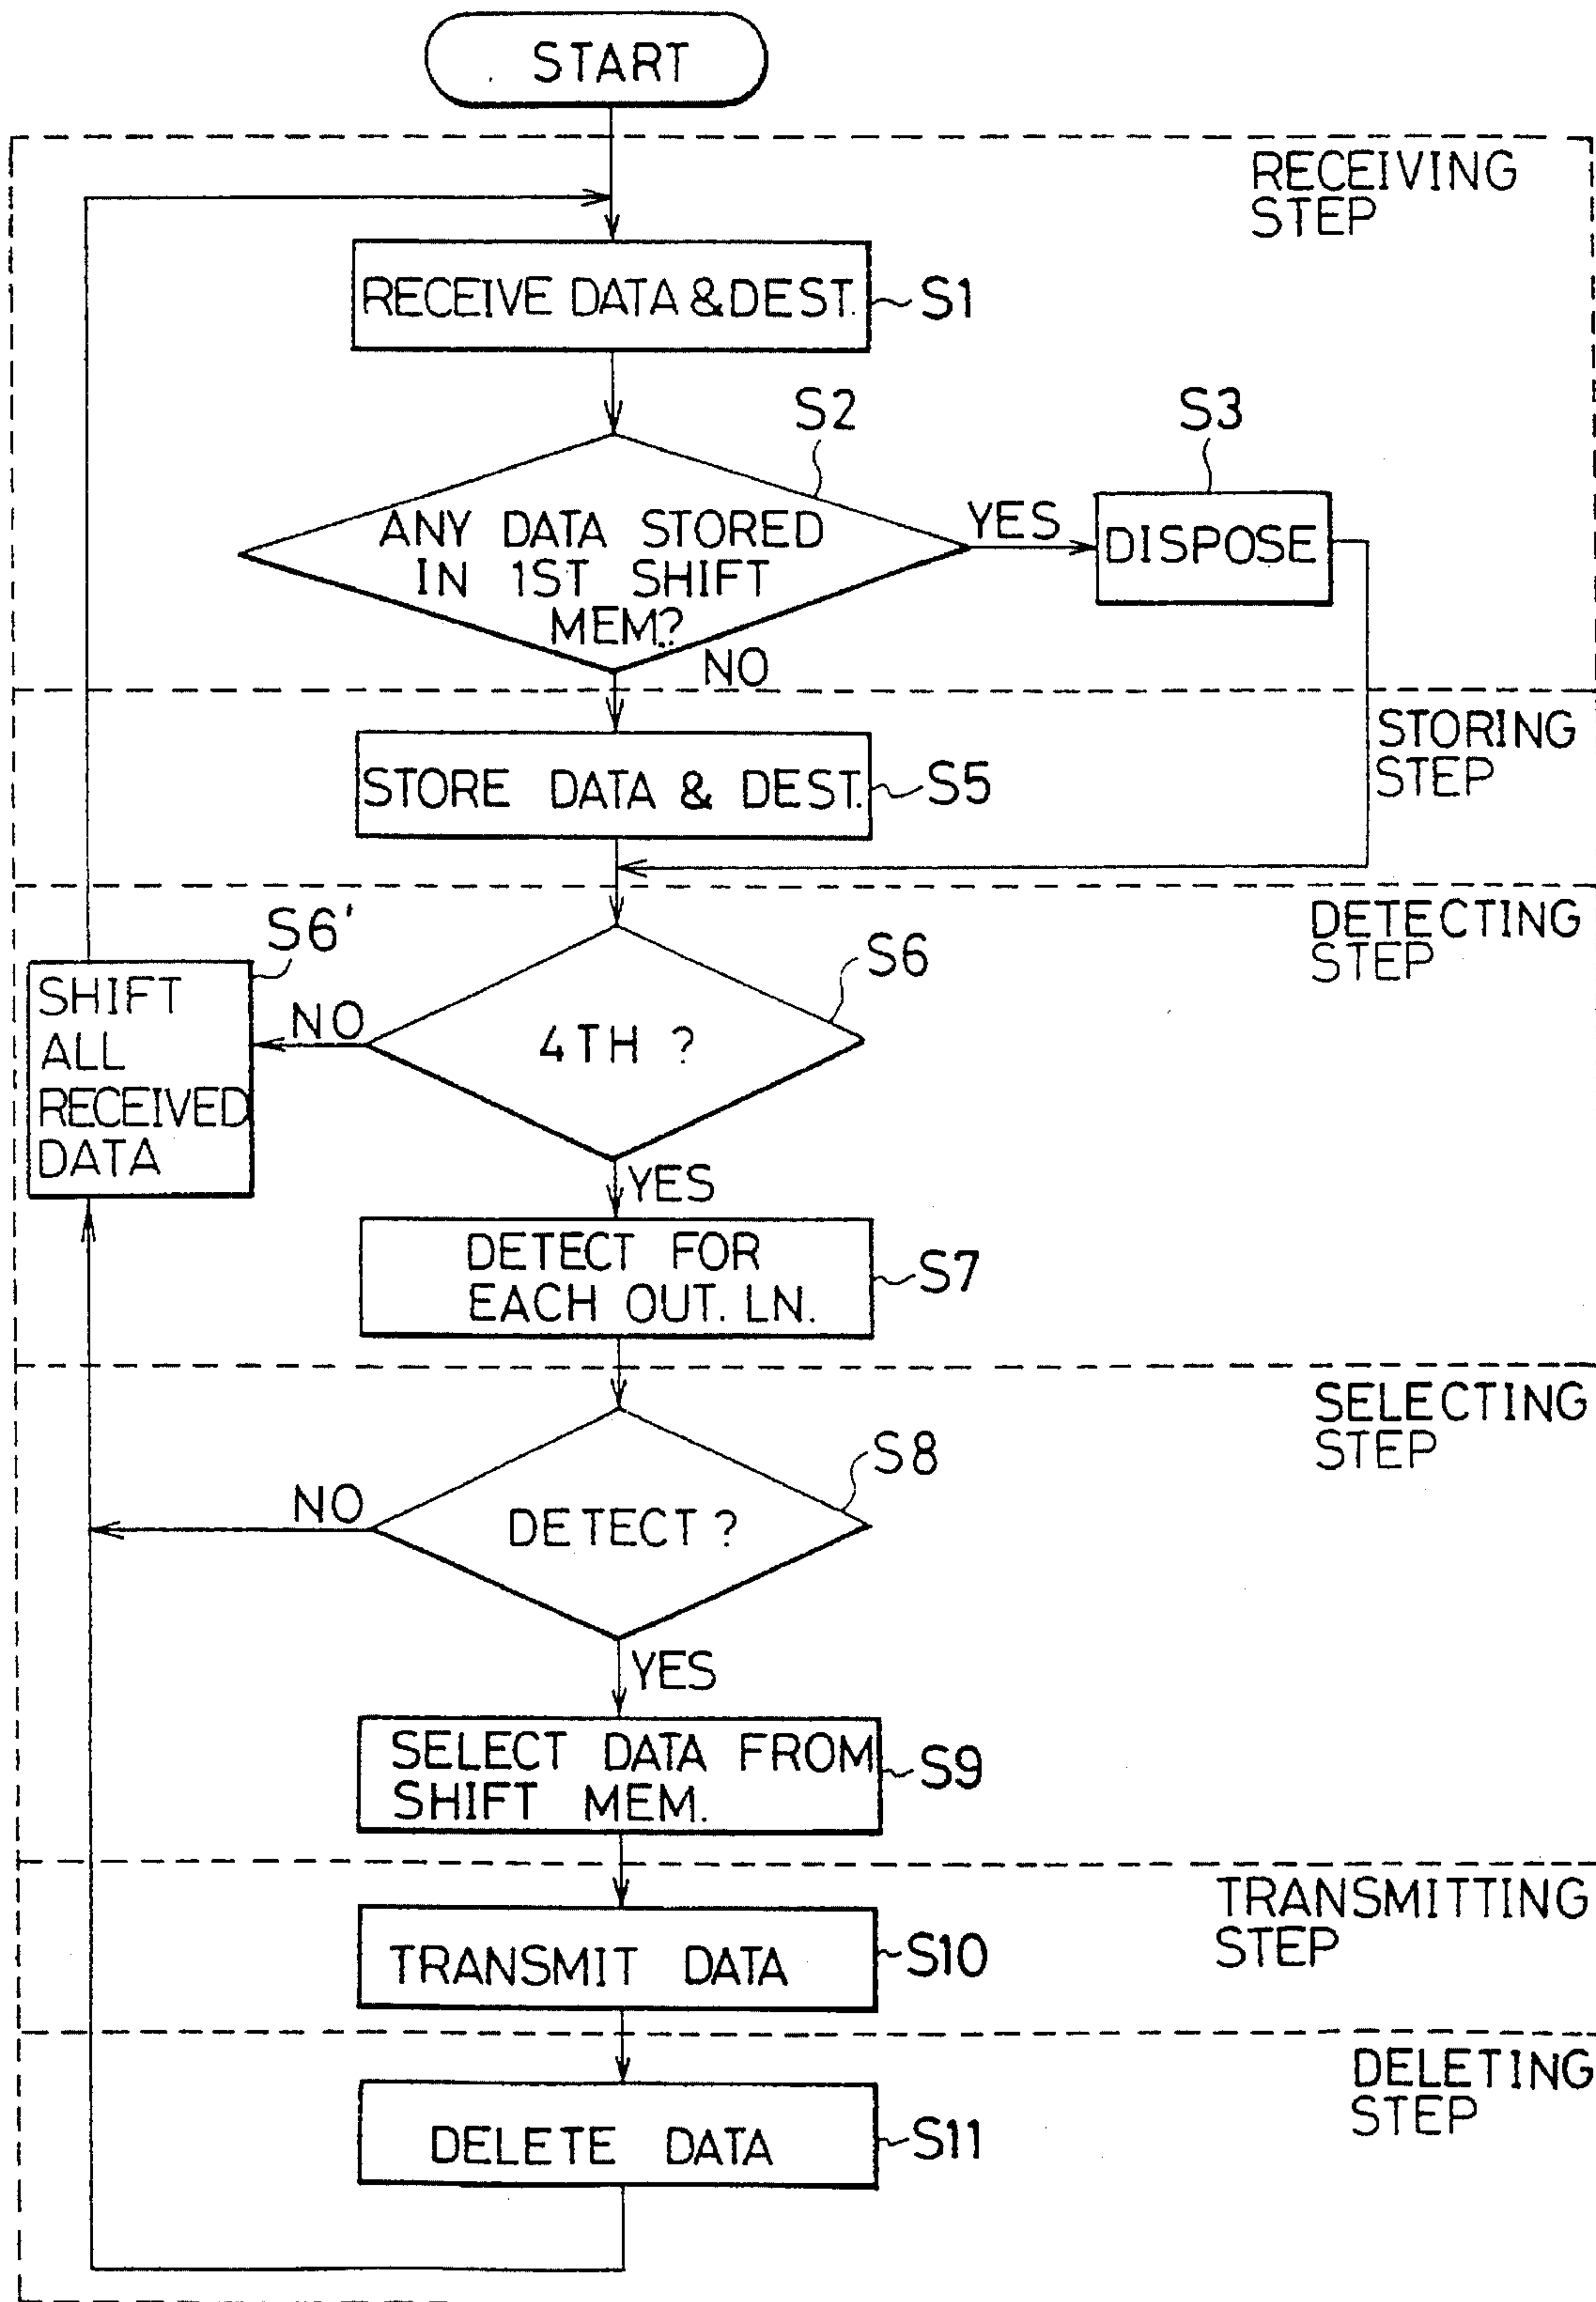 START
RECEIVING
STEP
RECEIVE DATA & DEST.
S1
S2
S3
ANY DATA STORED
IN 1ST SHIFT
MEM.?
YES
DISPOSE
NO
STORING
STEP
STORE DATA & DEST.
S5
DETECTING
STEP
S6'
S6
SHIFT
ALL
RECEIVED
DATA
NO
4TH ?
YES
DETECT FOR
EACH OUT. LN.
S7
SELECTING
STEP
S8
NO
DETECT ?
YES
SELECT DATA FROM
SHIFT MEM.
S9
TRANSMITTING
STEP
TRANSMIT DATA
S10
DELETING
STEP
DELETE DATA
S11